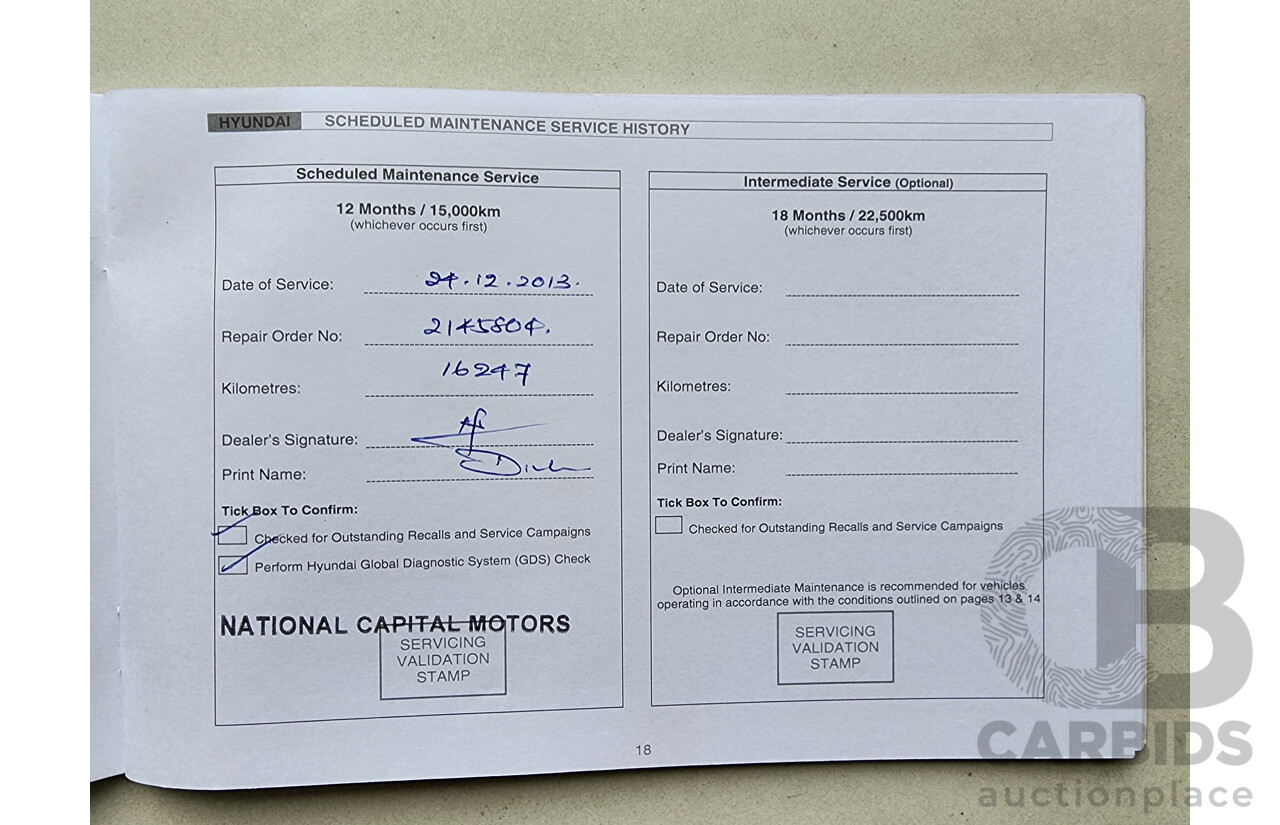 HYUNDAI SCHEDULED MAINTENANCE SERVICE HISTORY
Scheduled Maintenance Service
12 Months / 15,000km
(whichever occurs first)
Date of Service: 24.12.2013.
Repair Order No: 2145804.
Kilometres: 16247
Dealer's Signature:
Print Name:
Tick Box To Confirm:
Checked for Outstanding Recalls and Service Campaigns
Perform Hyundai Global Diagnostic System (GDS) Check
NATIONAL CAPITAL MOTORS
SERVICING
VALIDATION
STAMP
Intermediate Service (Optional)
18 Months / 22,500km
(whichever occurs first)
Date of Service:
Repair Order No:
Kilometres:
Dealer's Signature:
Print Name:
Tick Box To Confirm:
Checked for Outstanding Recalls and Service Campaigns
Optional Intermediate Maintenance is recommended for vehicles
operating in accordance with the conditions outlined on pages 13 & 14
SERVICING
VALIDATION
STAMP
18
CARBIDS
auctionplace